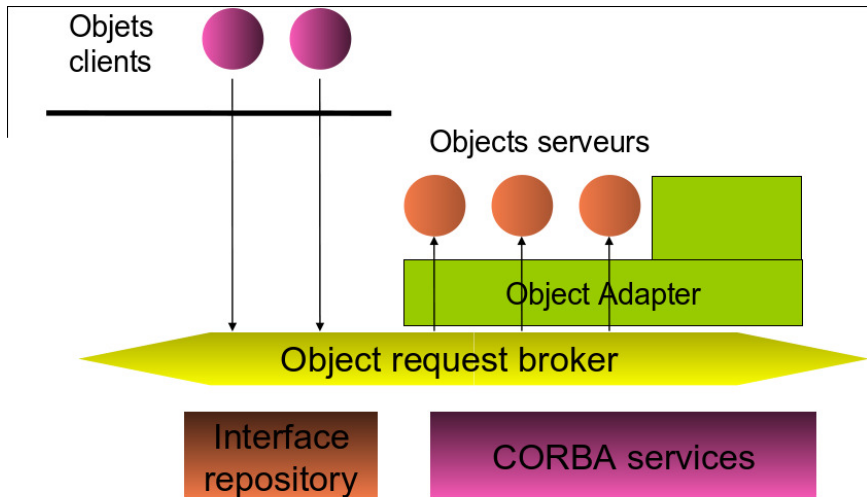 Objets
clients
Objects serveurs
Object Adapter
Object request broker
Interface
repository
CORBA services